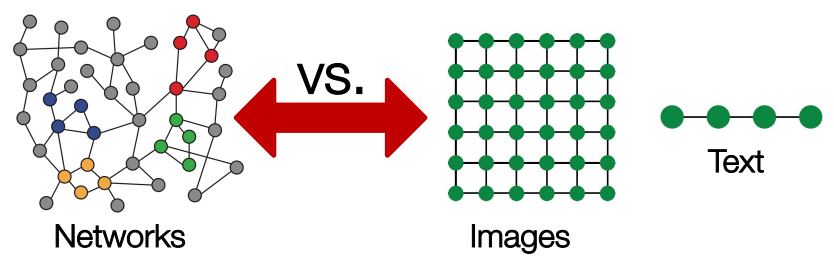 vs.
Text
Networks
Images